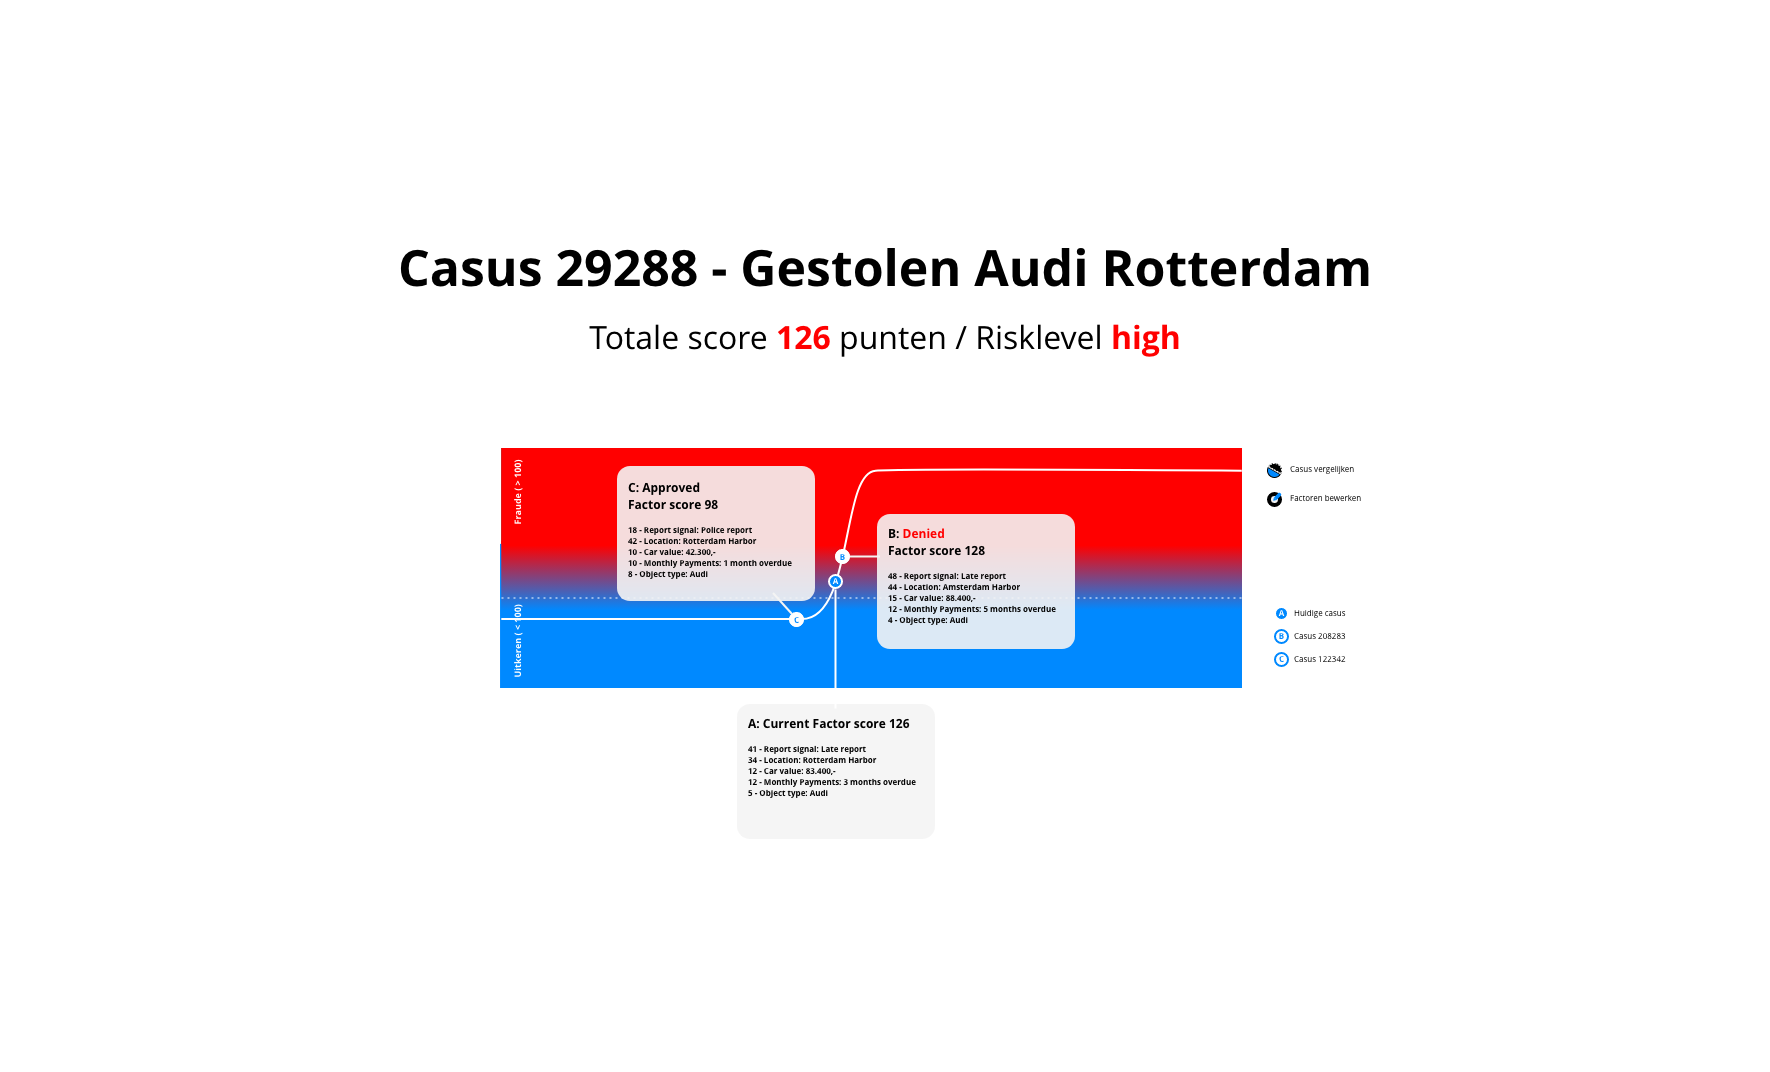 Casus 29288 - Gestolen Audi Rotterdam
Totale score 126 punten / Risklevel high
Fraude ( > 100)
Uitkeren ( < 100)
C: Approved
Factor score 98
18 - Report signal: Police report
42 - Location: Rotterdam Harbor
10 - Car value: 42.300,-
10 - Monthly Payments: 1 month overdue
8 - Object type: Audi
B: Denied
Factor score 128
48 - Report signal: Late report
44 - Location: Amsterdam Harbor
15 - Car value: 88.400,-
12 - Monthly Payments: 5 months overdue
4 - Object type: Audi
B
A
C
A: Current Factor score 126
41 - Report signal: Late report
34 - Location: Rotterdam Harbor
12 - Car value: 83.400,-
12 - Monthly Payments: 3 months overdue
5 - Object type: Audi
Casus vergelijken
Factoren bewerken
A Huidige casus
B Casus 208283
C Casus 122342